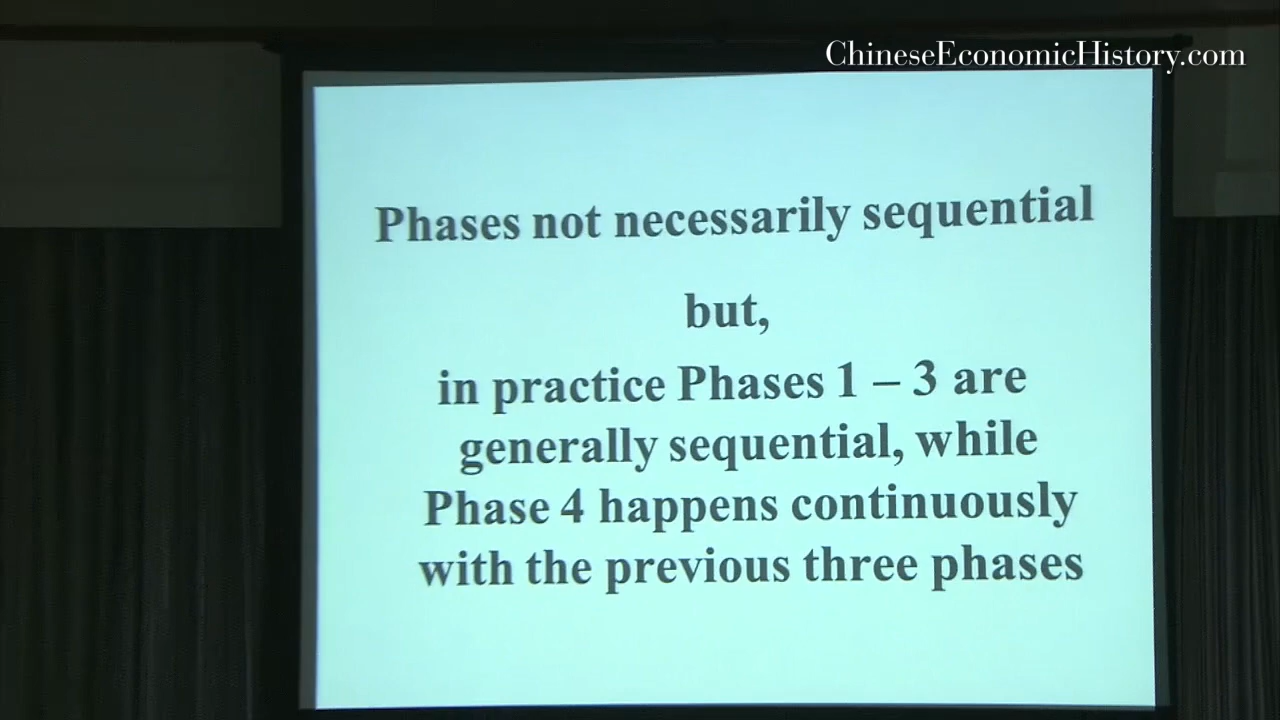 ChineseEconomicHistory.com
Phases not necessarily sequential
but,
in practice Phases 1 – 3 are
generally sequential, while
Phase 4 happens continuously
with the previous three phases